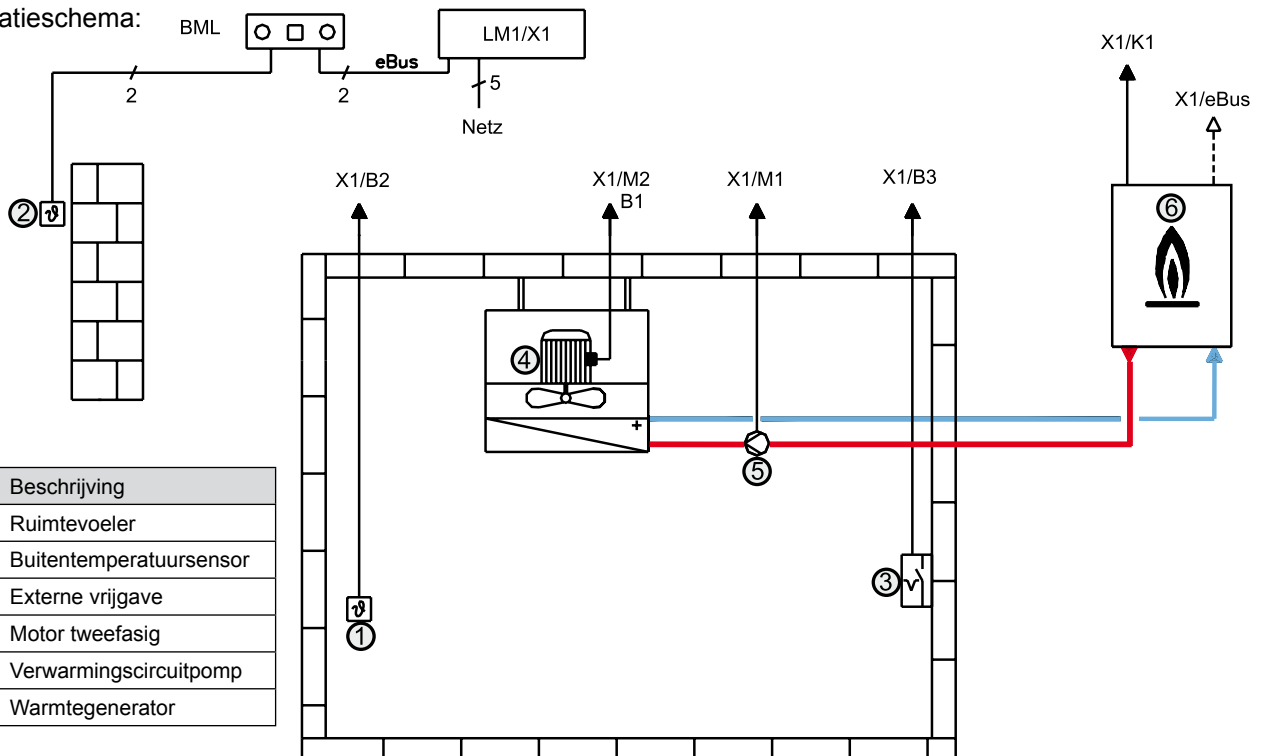 atieschema:
BML
LM1/X1
eBus
2
2
5
Netz
X1/K1
X1/eBus
X1/B2
X1/M2
B1
X1/M1
X1/B3
2
ϑ
6
4
+
5
3
ϑ
1
Beschrijving
Ruimtevoeler
Buitentemperatuursensor
Externe vrijgave
Motor tweefasig
Verwarmingscircuitpomp
Warmtegenerator